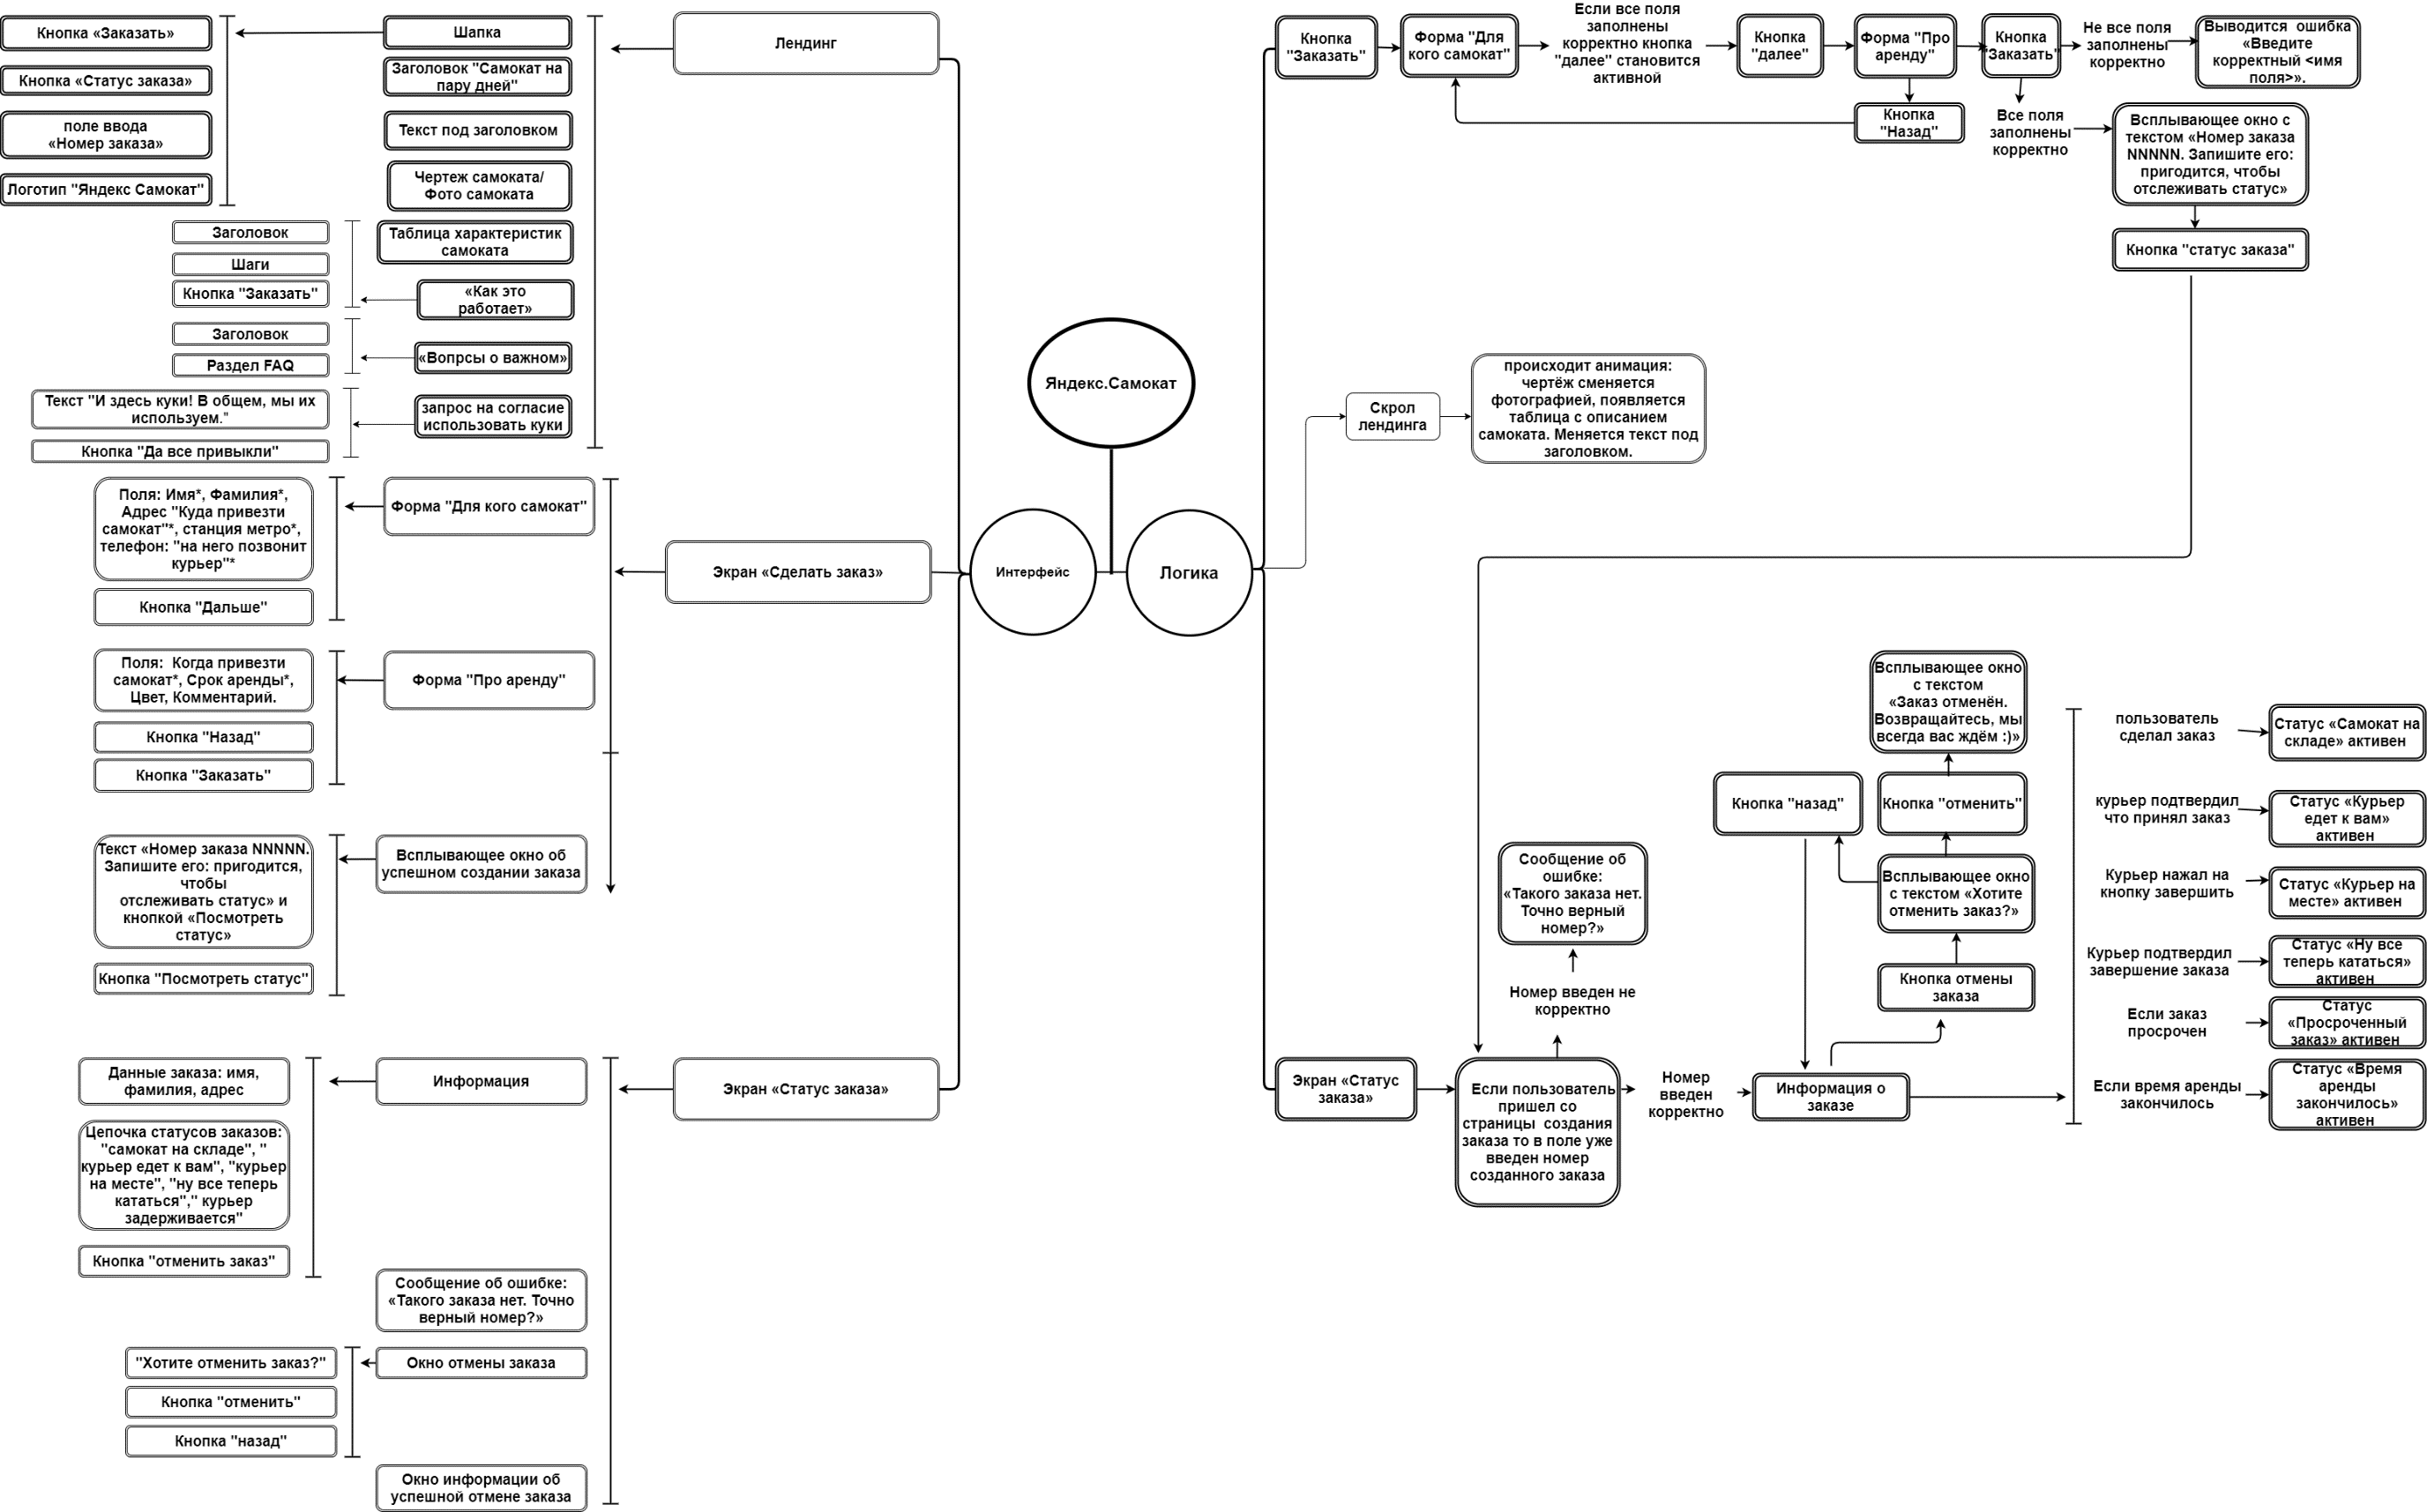 Яндекс.Самокат
Интерфейс
Логика
Лендинг
Шапка
Кнопка «Заказать»
Кнопка «Статус заказа»
поле ввода
«Номер заказа»
Логотип "Яндекс Самокат"
Заголовок "Самокат на
пару дней"
Текст под заголовком
Чертеж самоката/
Фото самоката
Таблица характеристик
самоката
«Как это
работает»
Заголовок
Шаги
Кнопка "Заказать"
«Вопрсы о важном»
Заголовок
Раздел FAQ
запрос на согласие
использовать куки
Текст "И здесь куки! В общем, мы их
используем."
Кнопка "Да все привыкли"
Экран «Сделать заказ»
Форма "Для кого самокат"
Поля: Имя*, Фамилия*,
Адрес "Куда привезти
самокат"*, станция метро*,
телефон: "на него позвонит
курьер"*
Кнопка "Дальше"
Форма "Про аренду"
Поля:  Когда привезти
самокат*, Срок аренды*,
Цвет, Комментарий.
Кнопка "Назад"
Кнопка "Заказать"
Всплывающее окно об
успешном создании заказа
Текст «Номер заказа NNNNN.
Запишите его: пригодится,
чтобы
отслеживать статус» и
кнопкой «Посмотреть
статус»
Кнопка "Посмотреть статус"
Экран «Статус заказа»
Информация
Данные заказа: имя,
фамилия, адрес
Цепочка статусов заказов:
"самокат на складе", "
курьер едет к вам", "курьер
на месте", "ну все теперь
кататься"," курьер
задерживается"
Кнопка "отменить заказ"
Сообщение об ошибке:
«Такого заказа нет. Точно
верный номер?»
Окно отмены заказа
"Хотите отменить заказ?"
Кнопка "отменить"
Кнопка "назад"
Окно информации об
успешной отмене заказа
Кнопка
"Заказать"
Форма "Для
кого самокат"
Если все поля
заполнены
корректно кнопка
"далее" становится
активной
Кнопка
"далее"
Форма "Про
аренду"
Кнопка
"Назад"
Кнопка
"Заказать"
Не все поля
заполнены
корректно
Выводится  ошибка
«Введите
корректный <имя
поля>».
Все поля
заполнены
корректно
Всплывающее окно с
текстом «Номер заказа
NNNNN. Запишите его:
пригодится, чтобы
отслеживать статус»
Кнопка "статус заказа"
Скрол
лендинга
происходит анимация:
чертёж сменяется
фотографией, появляется
таблица с описанием
самоката. Меняется текст под
заголовком.
Экран «Статус
заказа»
Если пользователь
пришел со
страницы  создания
заказа то в поле уже
введен номер
созданного заказа
Номер введен не
корректно
Сообщение об
ошибке:
«Такого заказа нет.
Точно верный
номер?»
Номер
введен
корректно
Информация о
заказе
Кнопка отмены
заказа
Всплывающее окно
с текстом «Хотите
отменить заказ?»
Кнопка "назад"
Кнопка "отменить"
Всплывающее окно
с текстом
«Заказ отменён.
Возвращайтесь, мы
всегда вас ждём :)»
пользователь
сделал заказ
Статус «Самокат на
складе» активен
курьер подтвердил
что принял заказ
Статус «Курьер
едет к вам»
активен
Курьер нажал на
кнопку завершить
Статус «Курьер на
месте» активен
Курьер подтвердил
завершение заказа
Статус «Ну все
теперь кататься»
активен
Если заказ
просрочен
Статус
«Просроченный
заказ» активен
Если время аренды
закончилось
Статус «Время
аренды
закончилось»
активен